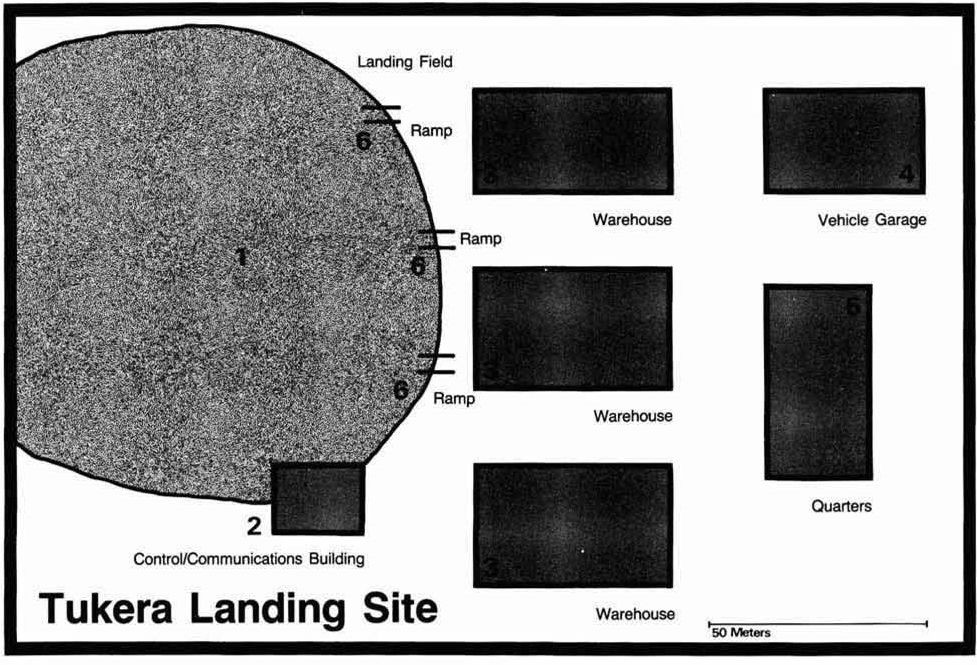 Landing Field
6
Ramp
3
Warehouse
4
Vehicle Garage
1
6
Ramp
3
Warehouse
5
Quarters
6
Ramp
2
Control/Communications Building
3
Warehouse
Tukera Landing Site
50 Meters